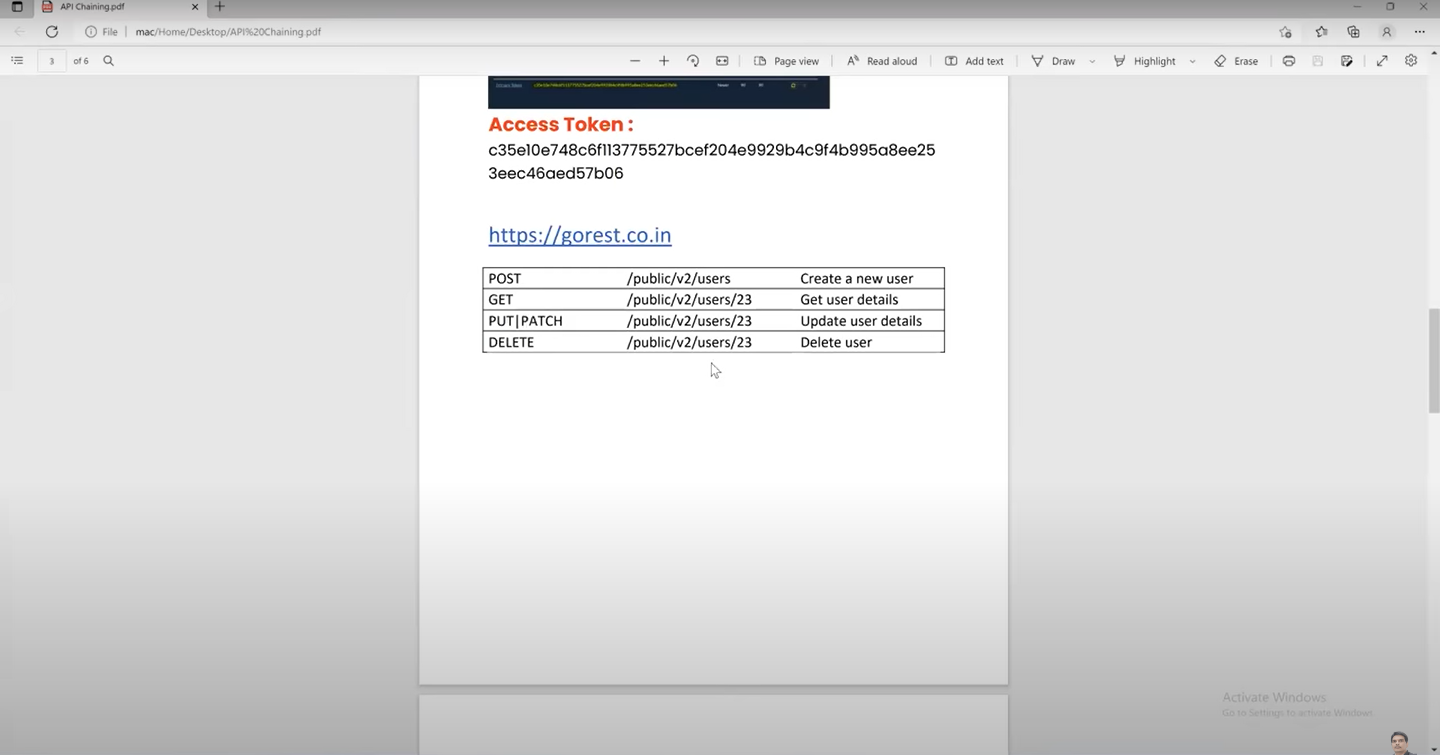 API Chaining.pdf
File
mac/Home/Desktop/API%20Chaining.pdf
3 of 6
Page view
Read aloud
Add text
Draw
Highlight
Erase
Access Token :
c35e10e748c6f113775527bcef204e9929b4c9f4b995a8ee25
3eec46aed57b06
https://gorest.co.in
POST /public/v2/users Create a new user
GET /public/v2/users/23 Get user details
PUT|PATCH /public/v2/users/23 Update user details
DELETE /public/v2/users/23 Delete user
Activate Windows
Go to Settings to activate Windows.